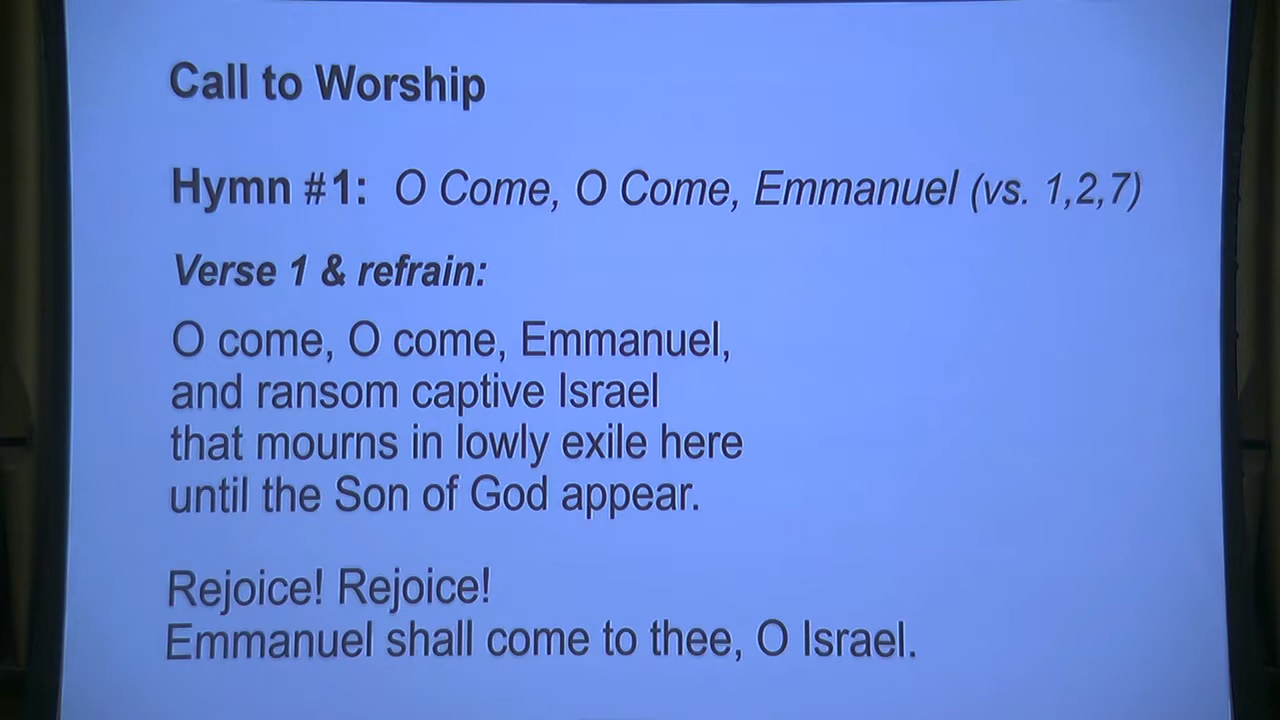 Call to Worship
Hymn #1: O Come, O Come, Emmanuel (vs. 1,2,7)
Verse 1 & refrain:
O come, O come, Emmanuel,
and ransom captive Israel
that mourns in lowly exile here
until the Son of God appear.
Rejoice! Rejoice!
Emmanuel shall come to thee, O Israel.